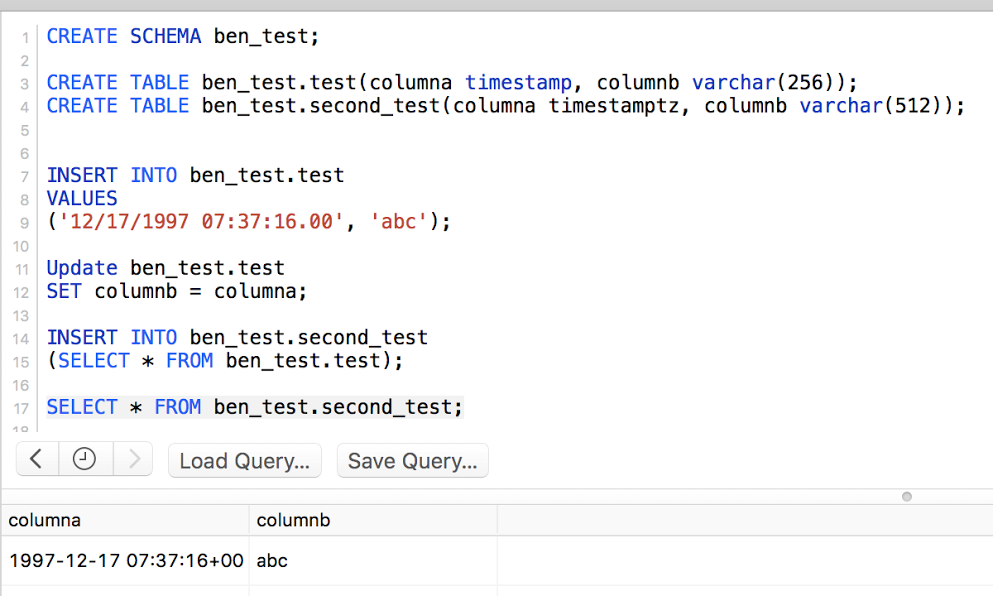 1 CREATE SCHEMA ben_test;
2
3 CREATE TABLE ben_test.test(columna timestamp, columnb varchar(256));
4 CREATE TABLE ben_test.second_test(columna timestamptz, columnb varchar(512));
5
6
7 INSERT INTO ben_test.test
8 VALUES
9 ('12/17/1997 07:37:16.00', 'abc');
10
11 Update ben_test.test
12 SET columnb = columna;
13
14 INSERT INTO ben_test.second_test
15 (SELECT * FROM ben_test.test);
16
17 SELECT * FROM ben_test.second_test;
18
Load Query... Save Query...
columna columnb
1997-12-17 07:37:16+00 abc